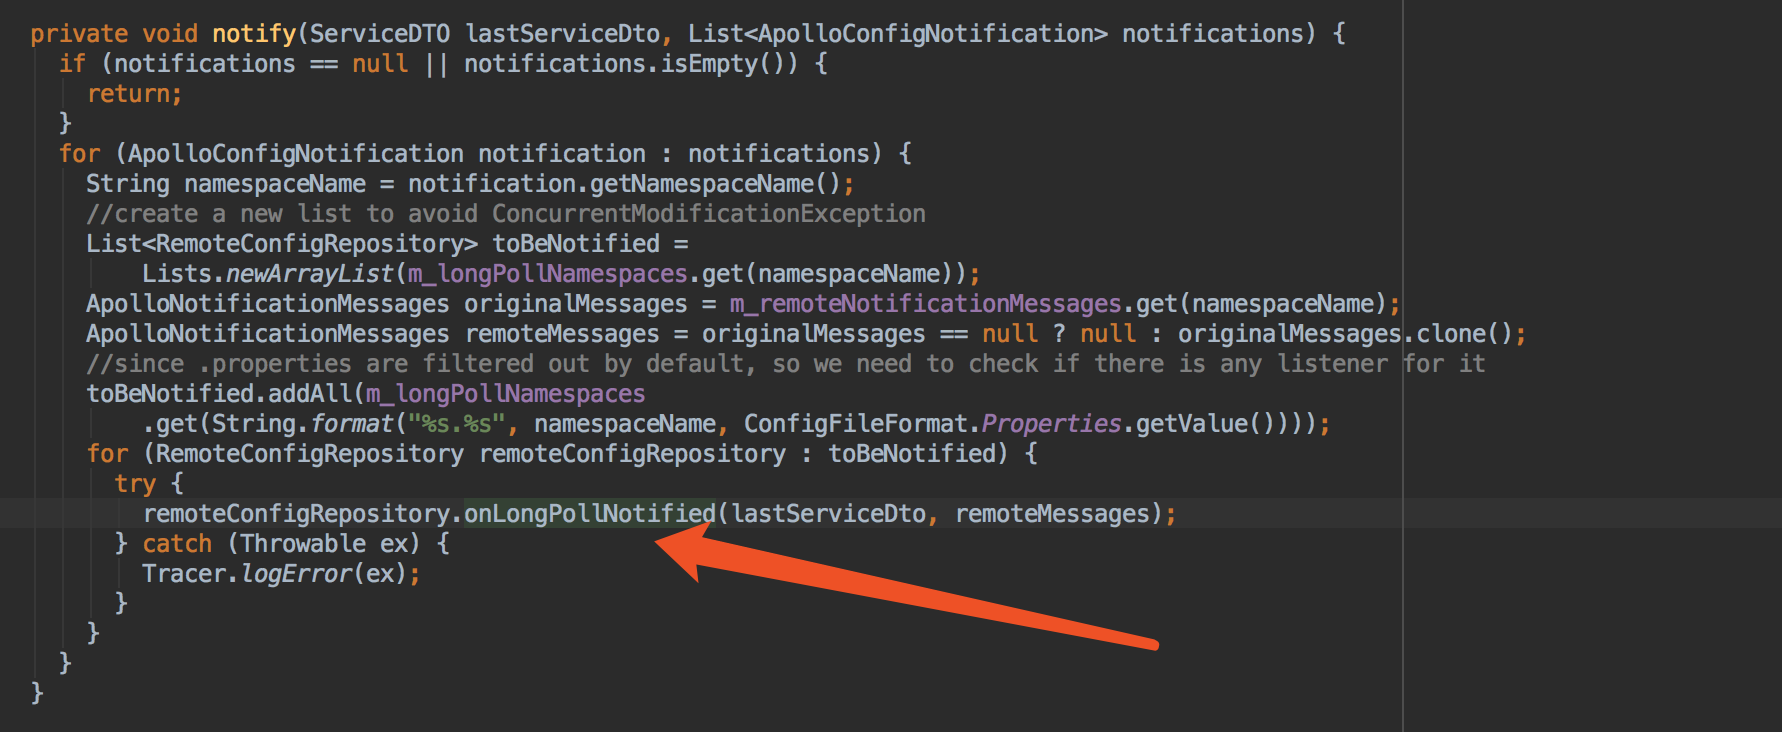 private void notify(ServiceDTO lastServiceDto, List<ApolloConfigNotification> notifications) {
if (notifications == null || notifications.isEmpty()) {
return;
}
for (ApolloConfigNotification notification : notifications) {
String namespaceName = notification.getNamespaceName();
//create a new list to avoid ConcurrentModificationException
List<RemoteConfigRepository> toBeNotified =
Lists.newArrayList(m_longPollNamespaces.get(namespaceName));
ApolloNotificationMessages originalMessages = m_remoteNotificationMessages.get(namespaceName);
ApolloNotificationMessages remoteMessages = originalMessages == null ? null : originalMessages.clone();
//since .properties are filtered out by default, so we need to check if there is any listener for it
toBeNotified.addAll(m_longPollNamespaces
.get(String.format("%s.%s", namespaceName, ConfigFileFormat.Properties.getValue())));
for (RemoteConfigRepository remoteConfigRepository : toBeNotified) {
try {
remoteConfigRepository.onLongPollNotified(lastServiceDto, remoteMessages);
} catch (Throwable ex) {
Tracer.logError(ex);
}
}
}
}